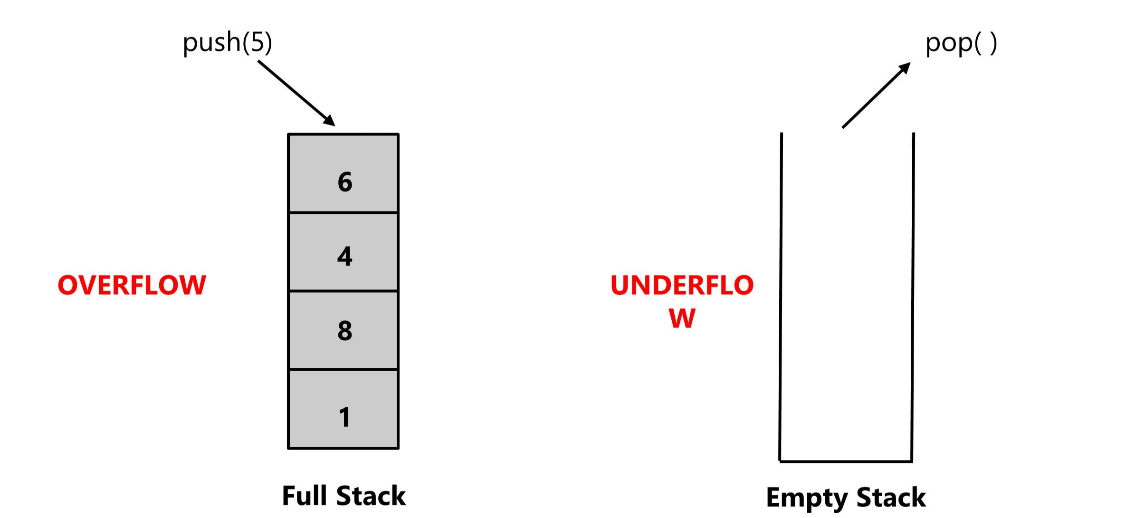 push(5)
6
4
8
1
OVERFLOW
Full Stack
pop( )
UNDERFLO
W
Empty Stack